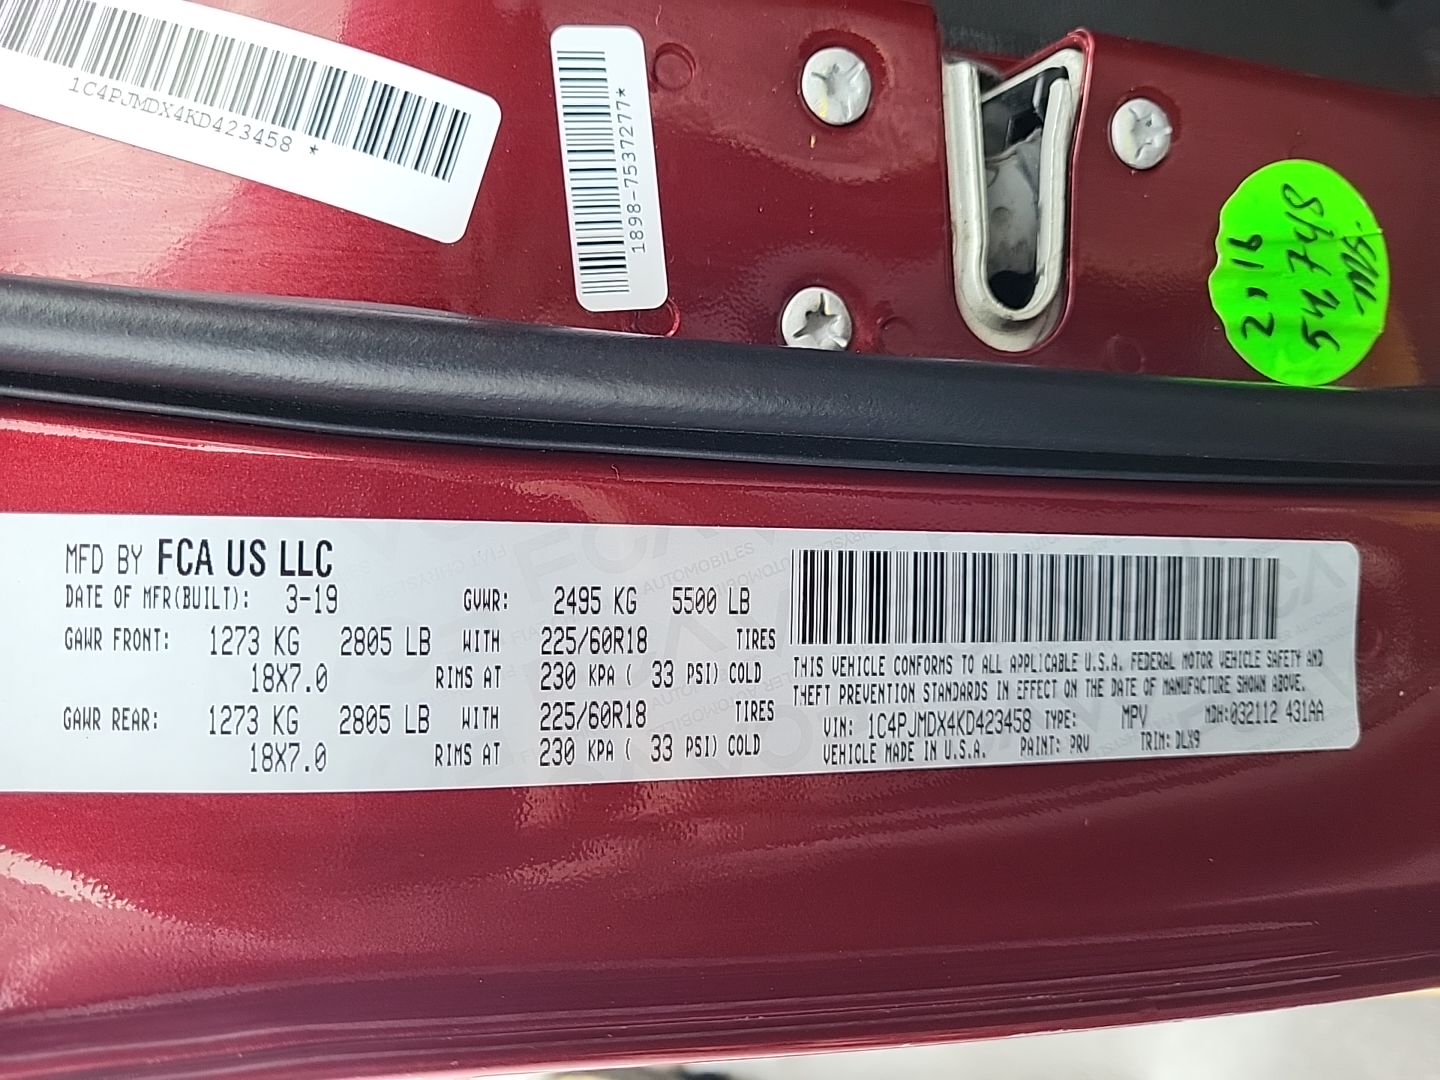 1C4PJMDX4KD423458 *
1898-7537277*
2.16
54748
MFD BY FCA US LLC
DATE OF MFR(BUILT): 3-19 GVWR: 2495 KG 5500 LB
GAWR FRONT: 1273 KG 2805 LB WITH 225/60R18 TIRES
18X7.0 RIMS AT 230 KPA ( 33 PSI) COLD
GAWR REAR: 1273 KG 2805 LB WITH 225/60R18 TIRES
18X7.0 RIMS AT 230 KPA ( 33 PSI) COLD
THIS VEHICLE CONFORMS TO ALL APPLICABLE U.S.A. FEDERAL MOTOR VEHICLE SAFETY AND
THEFT PREVENTION STANDARDS IN EFFECT ON THE DATE OF MANUFACTURE SHOWN ABOVE.
VIN: 1C4PJMDX4KD423458 TYPE: MPV MDH:032112 431AA
VEHICLE MADE IN U.S.A. PAINT: PRV TRIM: DLX9